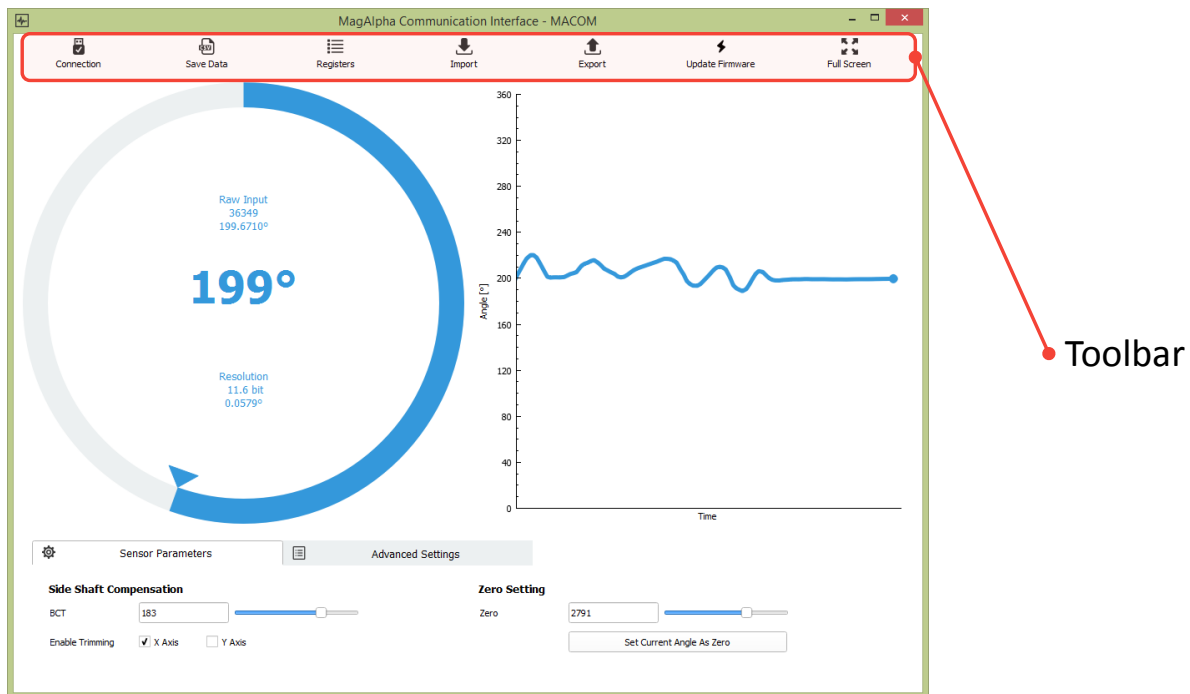 MagAlpha Communication Interface - MACOM
Connection Save Data Registers Import Export Update Firmware Full Screen
Raw Input
36349
199.6710º
199°
Resolution
11.6 bit
0.0579º
360
320
280
240
200
160
120
80
40
0
Angle [°]
Time
Toolbar
Sensor Parameters Advanced Settings
Side Shaft Compensation
BCT 183
Enable Trimming X Axis Y Axis
Zero Setting
Zero 2791
Set Current Angle As Zero